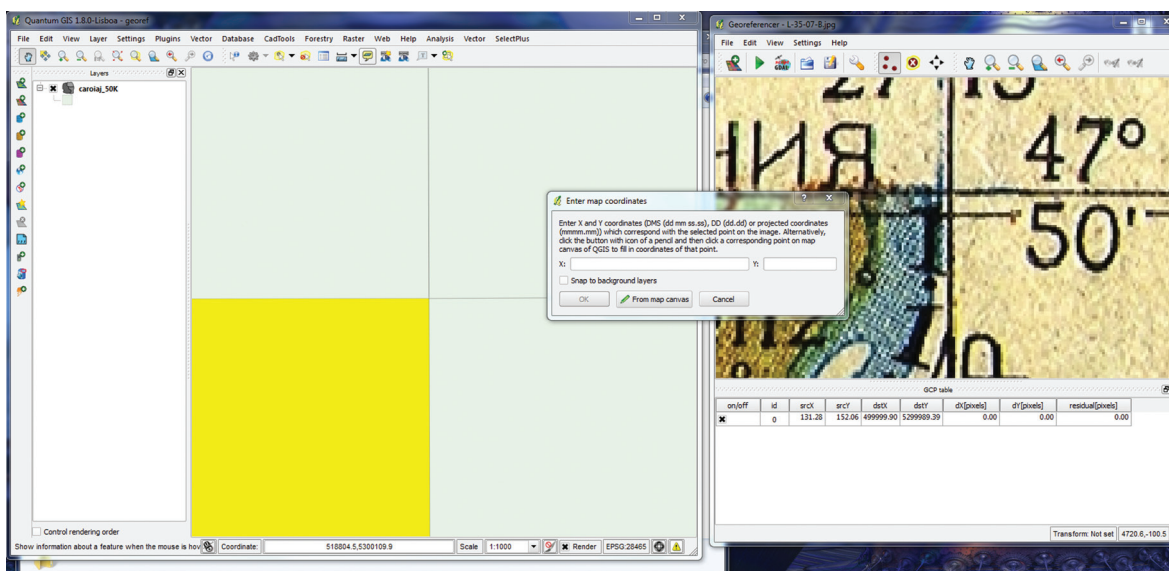 Quantum GIS 1.8.0-Lisboa - georef
File Edit View Layer Settings Plugins Vector Database CadTools Forestry Raster Web Help Analysis Vector SelectPlus
Layers
caroiaj_50K
Control rendering order
Show information about a feature when the mouse is hov
Coordinate: 518804.5,5300109.9 Scale 1:1000 Render EPSG:28465
Enter map coordinates
Enter X and Y coordinates (DMS (dd mm ss.ss), DD (dd.dd) or projected coordinates
(mmmm.mm)) which correspond with the selected point on the image. Alternatively,
click the button with icon of a pencil and then click a corresponding point on map
canvas of QGIS to fill in coordinates of that point.
X: Y:
Snap to background layers
OK From map canvas Cancel
Georeferencer - L-35-07-B.jpg
File Edit View Settings Help
НИЯ 47°
50'
GCP table
on/off id srcX srcY dstX dstY dX[pixels] dY[pixels] residual[pixels]
0 131.28 152.06 499999.90 5299989.39 0.00 0.00 0.00
Transform: Not set 4720.6,-100.5